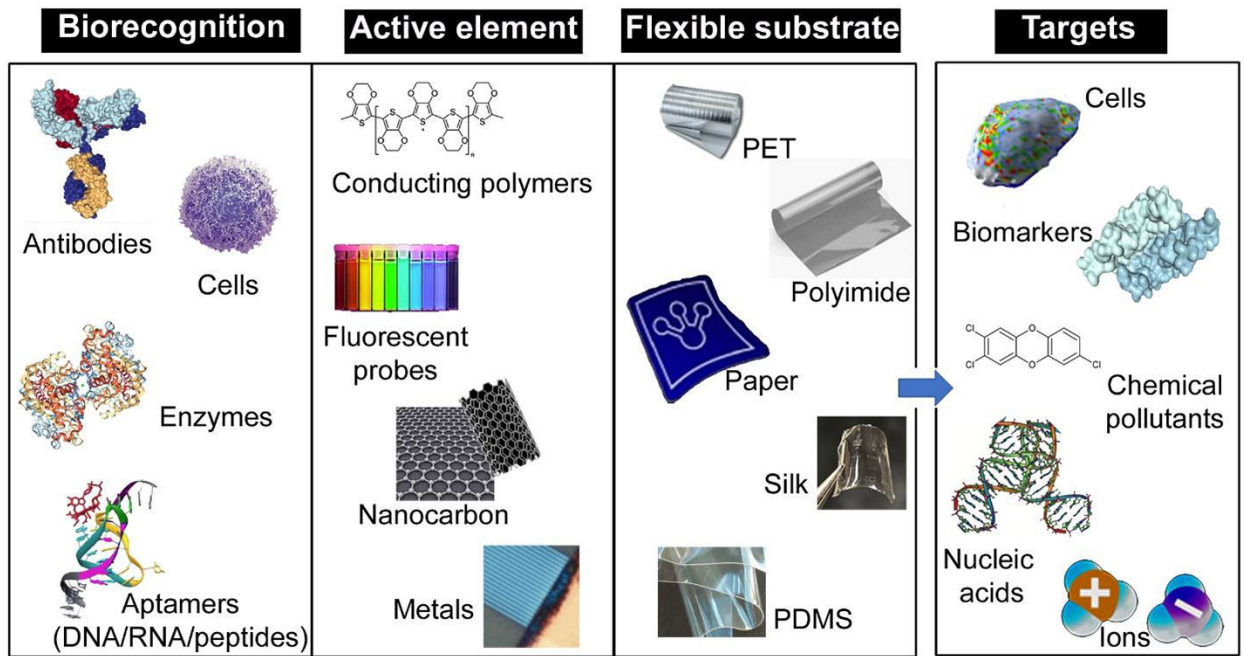 Biorecognition
Active element
Flexible substrate
Targets
Antibodies
Cells
Enzymes
Aptamers
(DNA/RNA/peptides)
S
O
O
S
O
O
S
O
O
S
O
O
S
O
O
n
Conducting polymers
Fluorescent
probes
Nanocarbon
Metals
PET
Polyimide
Paper
Silk
PDMS
Cells
Biomarkers
Cl
Cl
O
O
Cl
Chemical
pollutants
Nucleic
acids
+
−
Ions